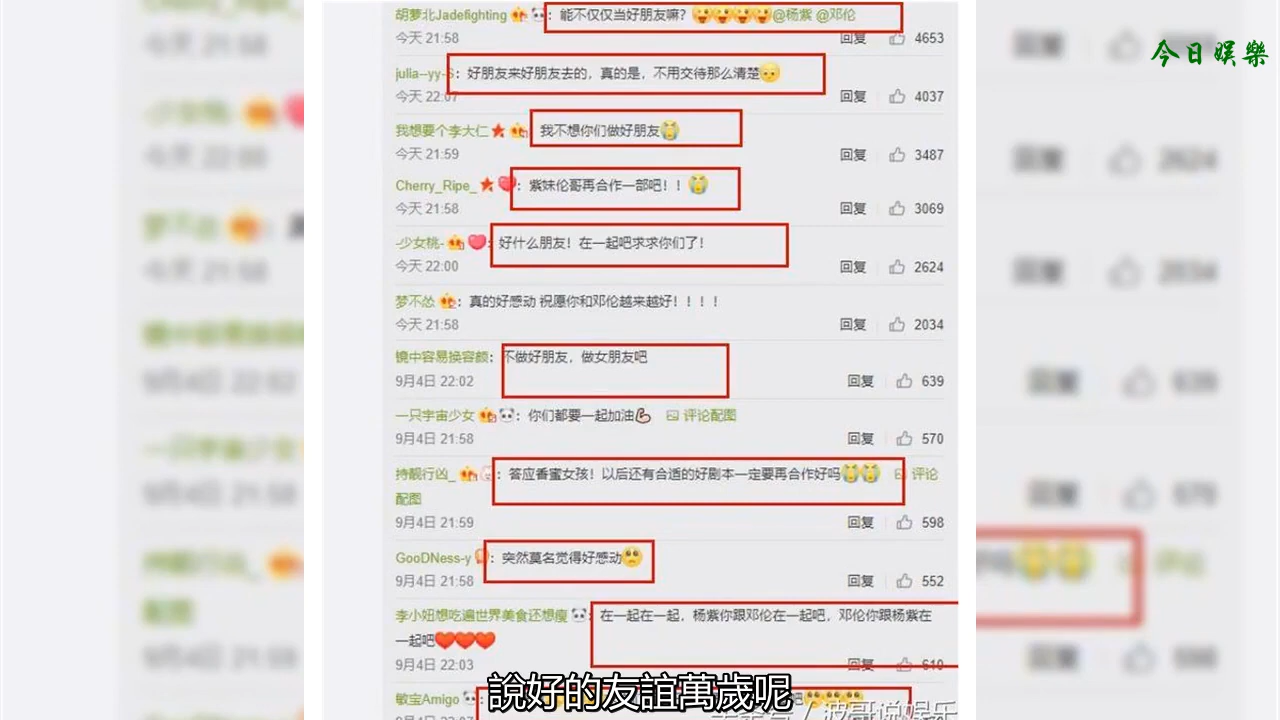 今日娱樂
胡萝北Jadefighting：能不仅仅当好朋友嘛？@杨紫 @邓伦
今天 21:58 回复 4653
julia--yy-S：好朋友来好朋友去的，真的是，不用交待那么清楚
今天 22:07 回复 4037
我想要个李大仁 我不想你们做好朋友
今天 21:59 回复 3487
Cherry_Ripe_：紫妹伦哥再合作一部吧！！
今天 21:58 回复 3069
-少女桃-：好什么朋友！在一起吧求求你们了！
今天 22:00 回复 2624
梦不怂：真的好感动 祝愿你和邓伦越来越好！！！！
今天 21:58 回复 2034
镜中容易换容颜：不做好朋友，做女朋友吧
9月4日 22:02 回复 639
一只宇宙少女：你们都要一起加油 评论配图
9月4日 21:58 回复 570
持靓行凶_：答应香蜜女孩！以后还有合适的好剧本一定要再合作好吗 评论
配图
9月4日 21:59 回复 598
GooDNess-y：突然莫名觉得好感动
9月4日 21:58 回复 552
李小妞想吃遍世界美食还想瘦：在一起在一起，杨紫你跟邓伦在一起吧，邓伦你跟杨紫在
一起吧
9月4日 22:03 回复 610
敏宝Amigo：
說好的友誼萬歲呢